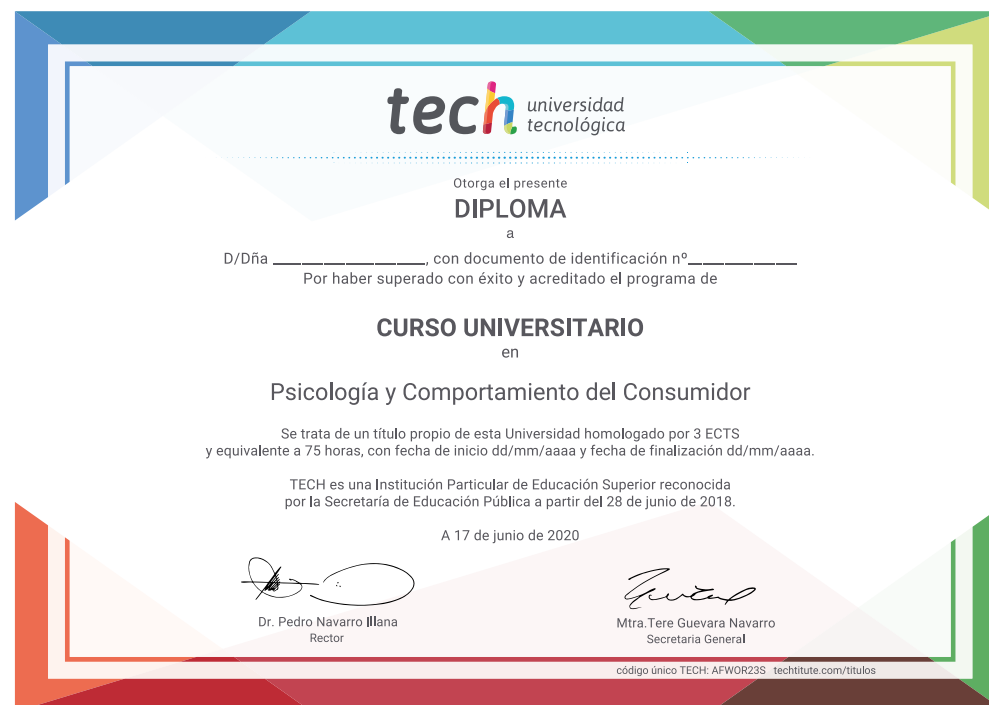 tech universidad
tecnológica
Otorga el presente
DIPLOMA
a
D/Dña ____________________, con documento de identificación nº______________
Por haber superado con éxito y acreditado el programa de
CURSO UNIVERSITARIO
en
Psicología y Comportamiento del Consumidor
Se trata de un título propio de esta Universidad homologado por 3 ECTS
y equivalente a 75 horas, con fecha de inicio dd/mm/aaaa y fecha de finalización dd/mm/aaaa.
TECH es una Institución Particular de Educación Superior reconocida
por la Secretaría de Educación Pública a partir del 28 de junio de 2018.
A 17 de junio de 2020
Dr. Pedro Navarro Illana
Rector
Mtra.Tere Guevara Navarro
Secretaria General
código único TECH: AFWOR23S techtitute.com/titulos